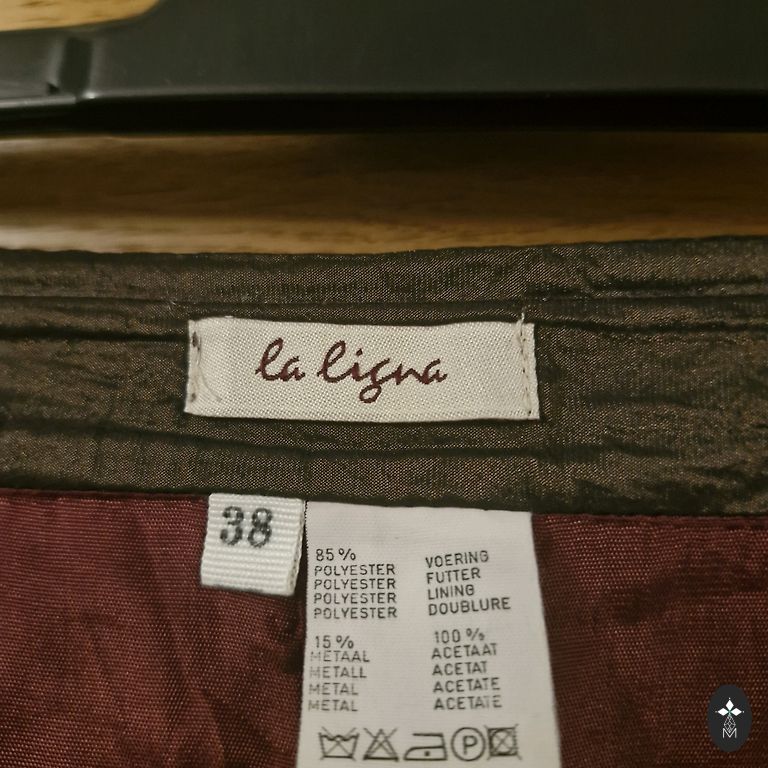 la ligna
38
85%
POLYESTER
POLYESTER
POLYESTER
POLYESTER
15%
METAAL
METALL
METAL
METAL
VOERING
FUTTER
LINING
DOUBLURE
100%
ACETAAT
ACETAT
ACETATE
ACETATE
P
M